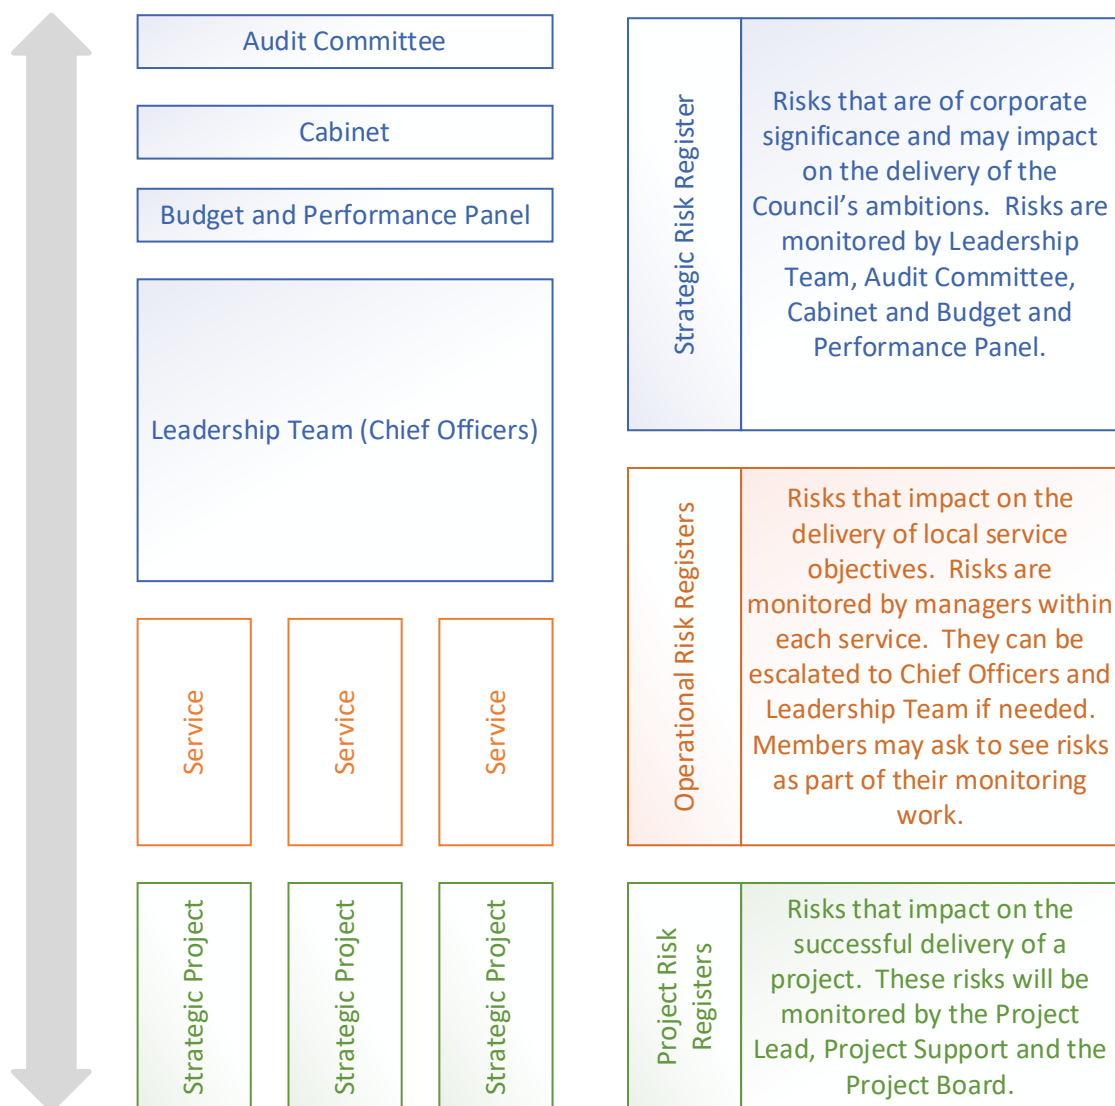 Audit Committee
Cabinet
Budget and Performance Panel
Leadership Team (Chief Officers)
Service
Service
Service
Strategic Project
Strategic Project
Strategic Project
Strategic Risk Register
Risks that are of corporate
significance and may impact
on the delivery of the
Council’s ambitions.  Risks are
monitored by Leadership
Team, Audit Committee,
Cabinet and Budget and
Performance Panel.
Operational Risk Registers
Risks that impact on the
delivery of local service
objectives.  Risks are
monitored by managers within
each service.  They can be
escalated to Chief Officers and
Leadership Team if needed.
Members may ask to see risks
as part of their monitoring
work.
Project Risk
Registers
Risks that impact on the
successful delivery of a
project.  These risks will be
monitored by the Project
Lead, Project Support and the
Project Board.